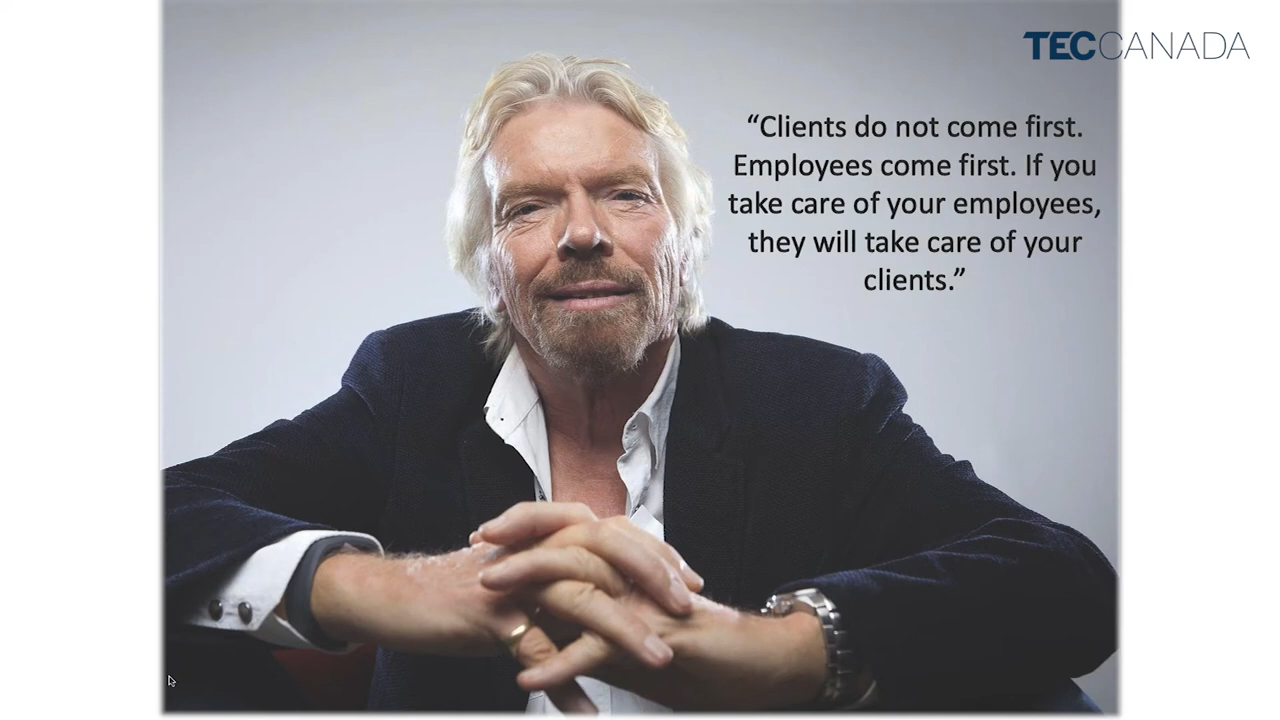 TECCANADA
“Clients do not come first.
Employees come first. If you
take care of your employees,
they will take care of your
clients.”